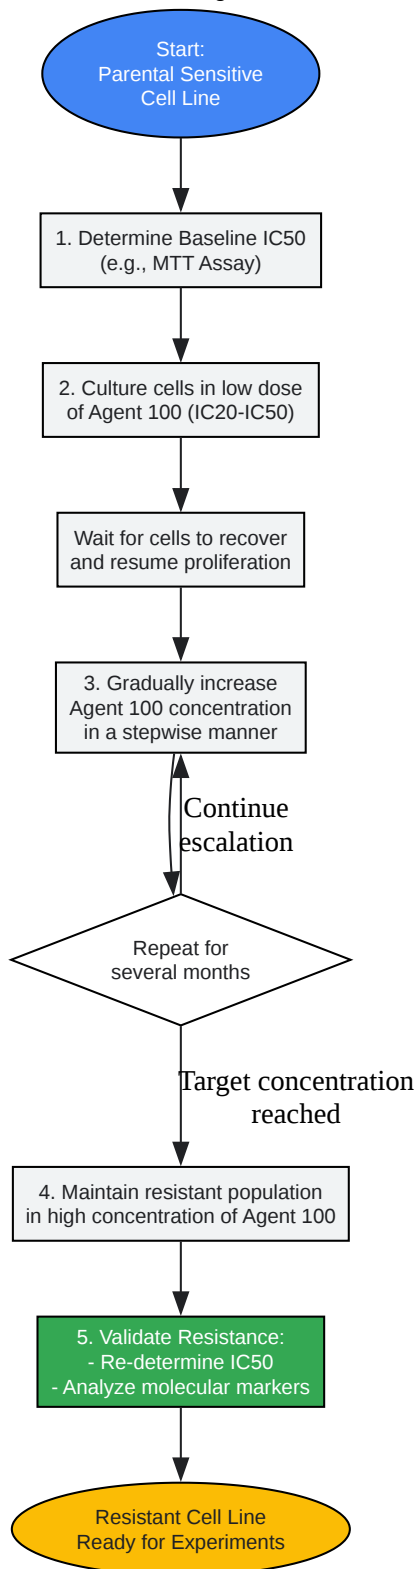 Start:
Parental Sensitive
Cell Line
1. Determine Baseline IC50
(e.g., MTT Assay)
2. Culture cells in low dose
of Agent 100 (IC20-IC50)
Wait for cells to recover
and resume proliferation
3. Gradually increase
Agent 100 concentration
in a stepwise manner
Continue
escalation
Repeat for
several months
Target concentration
reached
4. Maintain resistant population
in high concentration of Agent 100
5. Validate Resistance:
- Re-determine IC50
- Analyze molecular markers
Resistant Cell Line
Ready for Experiments